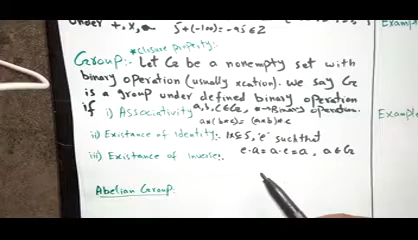 under +, x, a 5+(-100) = -95 ∈ Z
*closure property:-
Group:- Let G be a nonempty set with
binary operation (usually xcation). We say G
is a group under defined binary operation
if i) Associativity a,b,c∈G, *→Binary operation.
a*(b*c)=(a*b)*c
ii) Existance of Identity: 'e' such that
e·a=a·e=a, a∈G
iii) Existance of Inverse:.
Abelian Group:
Exam
Example